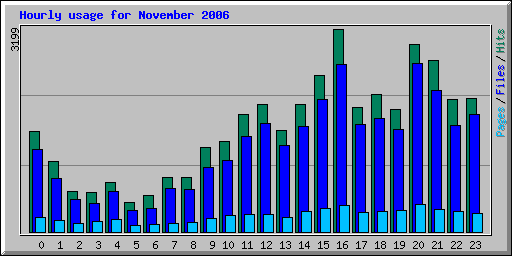 Hourly usage for November 2006
3199
Pages/Files/Hits
0 1 2 3 4 5 6 7 8 9 10 11 12 13 14 15 16 17 18 19 20 21 22 23